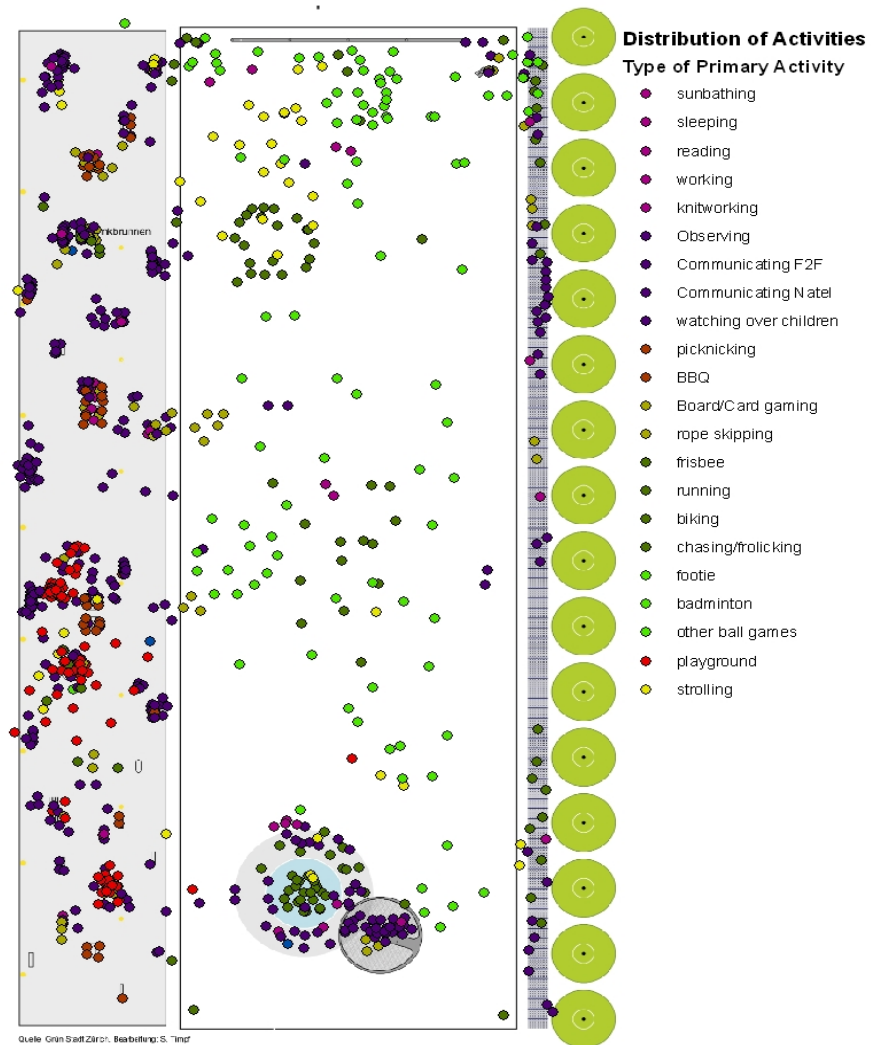 Distribution of Activities
Type of Primary Activity
sunbathing
sleeping
reading
working
knitworking
Observing
Communicating F2F
Communicating Natel
watching over children
picknicking
BBQ
Board/Card gaming
rope skipping
frisbee
running
biking
chasing/frolicking
footie
badminton
other ball games
playground
strolling
nkbrunnen
Quelle: Grün Stadt Zürich, Bearbeitung: S. Timpf